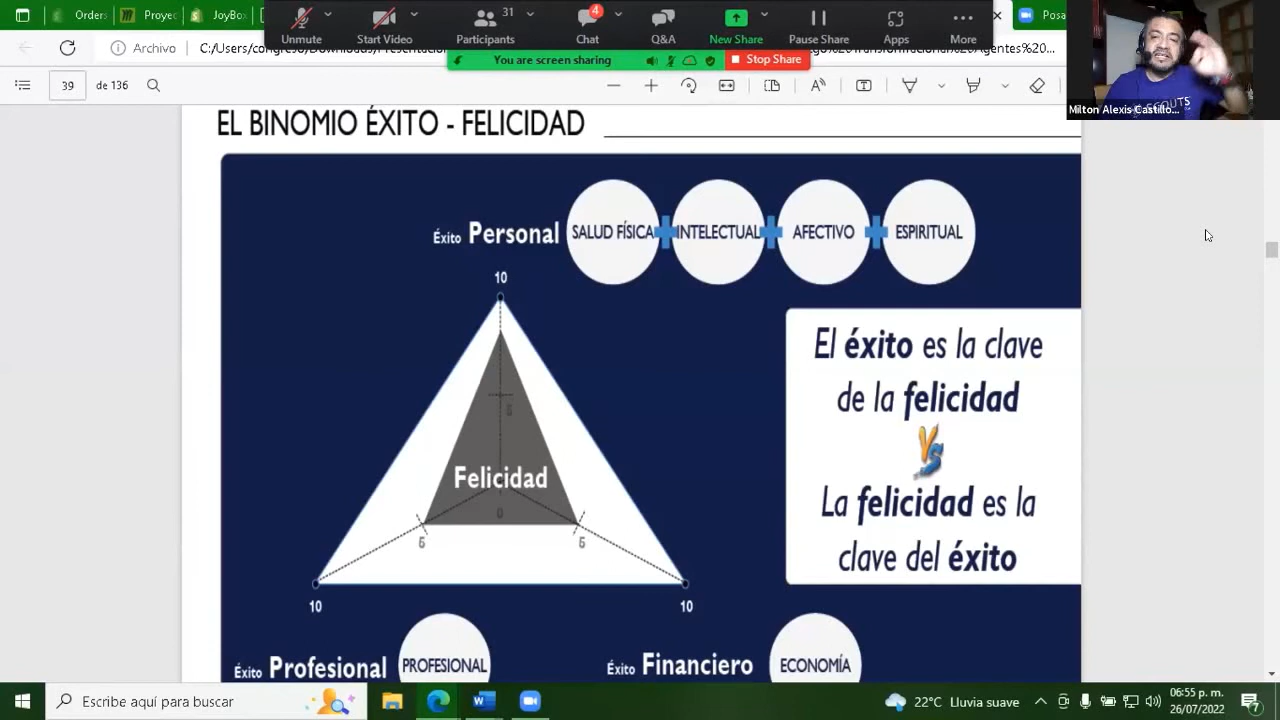 Orders
Proye
JoyBox
Posa
Unmute
Start Video
31
Participants
4
Chat
Q&A
New Share
Pause Share
Apps
More
You are screen sharing
Stop Share
Archivo
39
de 136
Milton Alexis Castillo...
SCOUTS
EL BINOMIO ÉXITO - FELICIDAD
Éxito Personal
SALUD FÍSICA
INTELECTUAL
AFECTIVO
ESPIRITUAL
10
Felicidad
0
5
5
10
10
El éxito es la clave
de la felicidad
VS
La felicidad es la
clave del éxito
Éxito Profesional
PROFESIONAL
Éxito Financiero
ECONOMÍA
Escribe aquí para buscar
22°C Lluvia suave
06:55 p. m.
26/07/2022
7